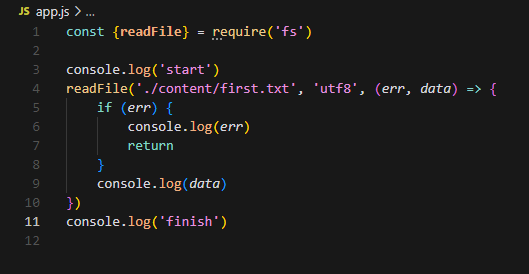 JS app.js > ...
1 const {readFile} = require('fs')
2
3 console.log('start')
4 readFile('./content/first.txt', 'utf8', (err, data) => {
5     if (err) {
6         console.log(err)
7         return
8     }
9     console.log(data)
10 })
11 console.log('finish')
12